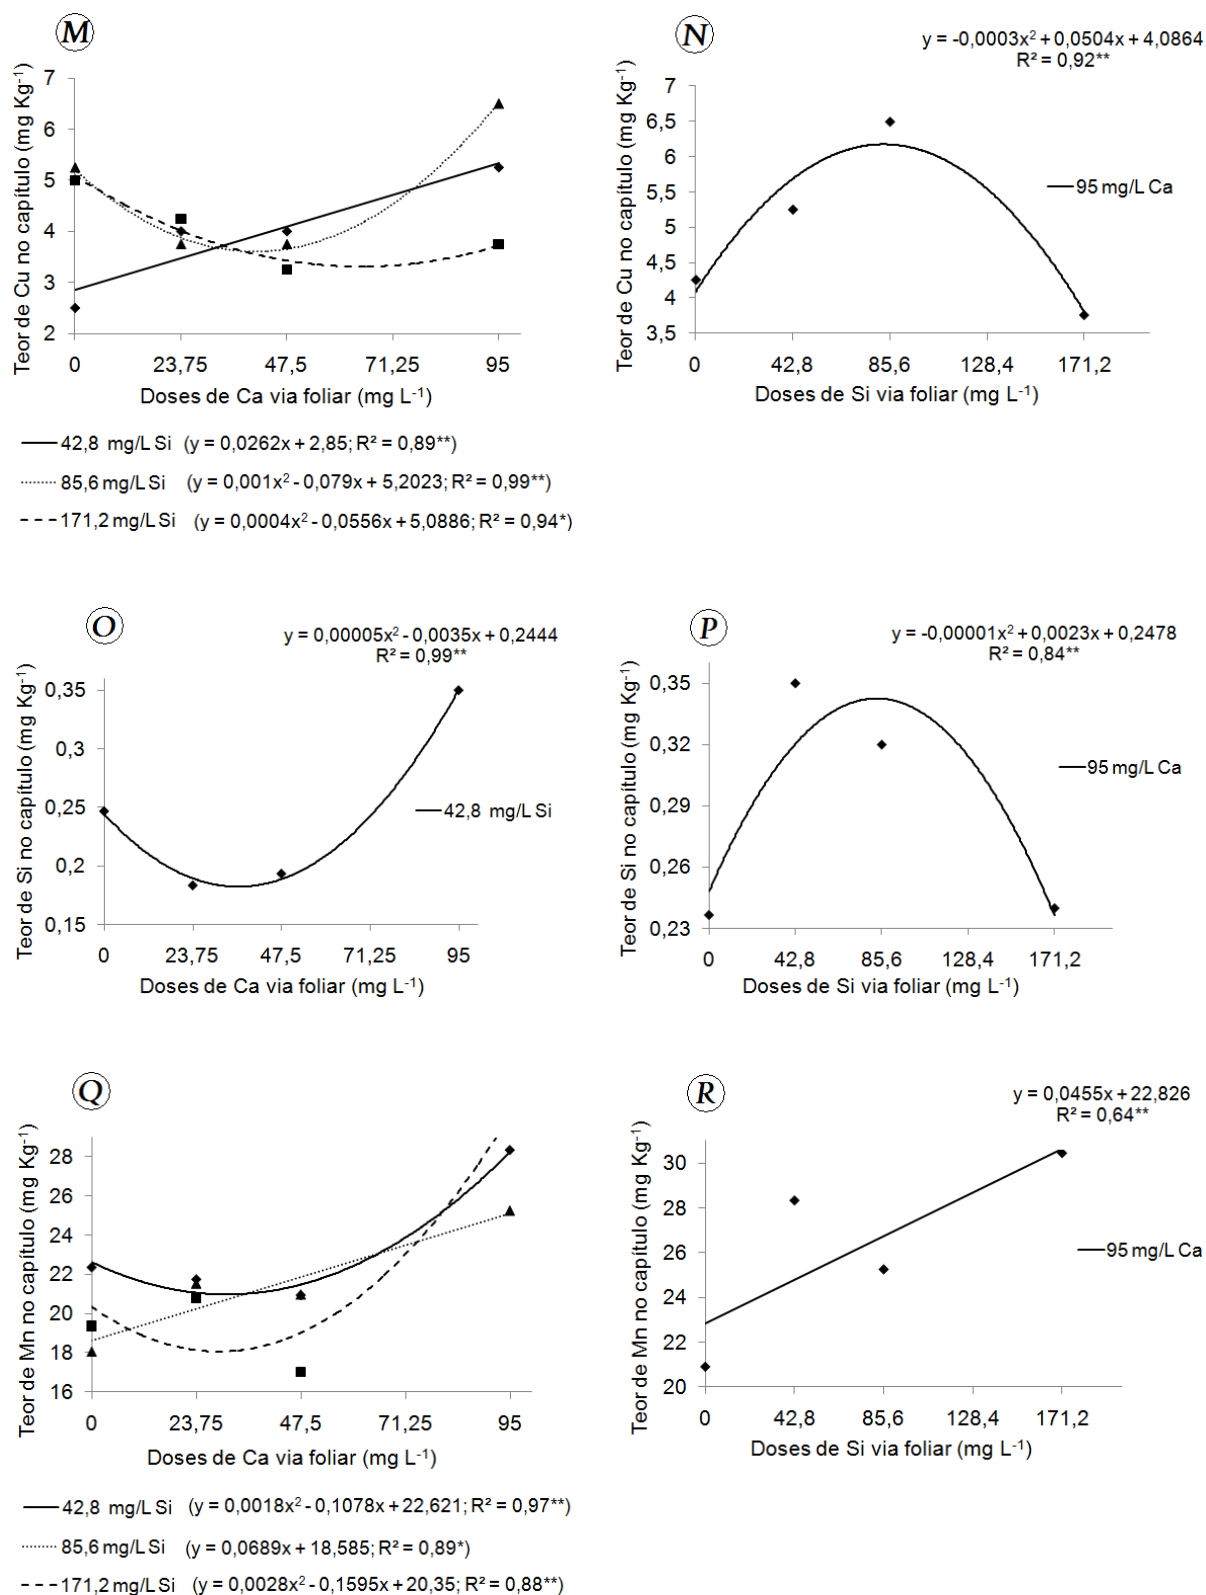 M
Teor de Cu no capítulo (mg Kg⁻¹)
7
6
5
4
3
2
0 23,75 47,5 71,25 95
Doses de Ca via foliar (mg L⁻¹)
42,8 mg/L Si (y = 0,0262x + 2,85; R² = 0,89**)
85,6 mg/L Si (y = 0,001x² - 0,079x + 5,2023; R² = 0,99**)
171,2 mg/L Si (y = 0,0004x² - 0,0556x + 5,0886; R² = 0,94*)
N
y = -0,0003x² + 0,0504x + 4,0864
R² = 0,92**
Teor de Cu no capítulo (mg Kg⁻¹)
7
6,5
6
5,5
5
4,5
4
3,5
95 mg/L Ca
0 42,8 85,6 128,4 171,2
Doses de Si via foliar (mg L⁻¹)
O
y = 0,00005x² - 0,0035x + 0,2444
R² = 0,99**
Teor de Si no capítulo (mg Kg⁻¹)
0,35
0,3
0,25
0,2
0,15
42,8 mg/L Si
0 23,75 47,5 71,25 95
Doses de Ca via foliar (mg L⁻¹)
P
y = -0,00001x² + 0,0023x + 0,2478
R² = 0,84**
Teor de Si no capítulo (mg Kg⁻¹)
0,35
0,32
0,29
0,26
0,23
95 mg/L Ca
0 42,8 85,6 128,4 171,2
Doses de Si via foliar (mg L⁻¹)
Q
Teor de Mn no capítulo (mg Kg⁻¹)
28
26
24
22
20
18
16
0 23,75 47,5 71,25 95
Doses de Ca via foliar (mg L⁻¹)
42,8 mg/L Si (y = 0,0018x² - 0,1078x + 22,621; R² = 0,97**)
85,6 mg/L Si (y = 0,0689x + 18,585; R² = 0,89*)
171,2 mg/L Si (y = 0,0028x² - 0,1595x + 20,35; R² = 0,88**)
R
y = 0,0455x + 22,826
R² = 0,64**
Teor de Mn no capítulo (mg Kg⁻¹)
30
28
26
24
22
20
95 mg/L Ca
0 42,8 85,6 128,4 171,2
Doses de Si via foliar (mg L⁻¹)